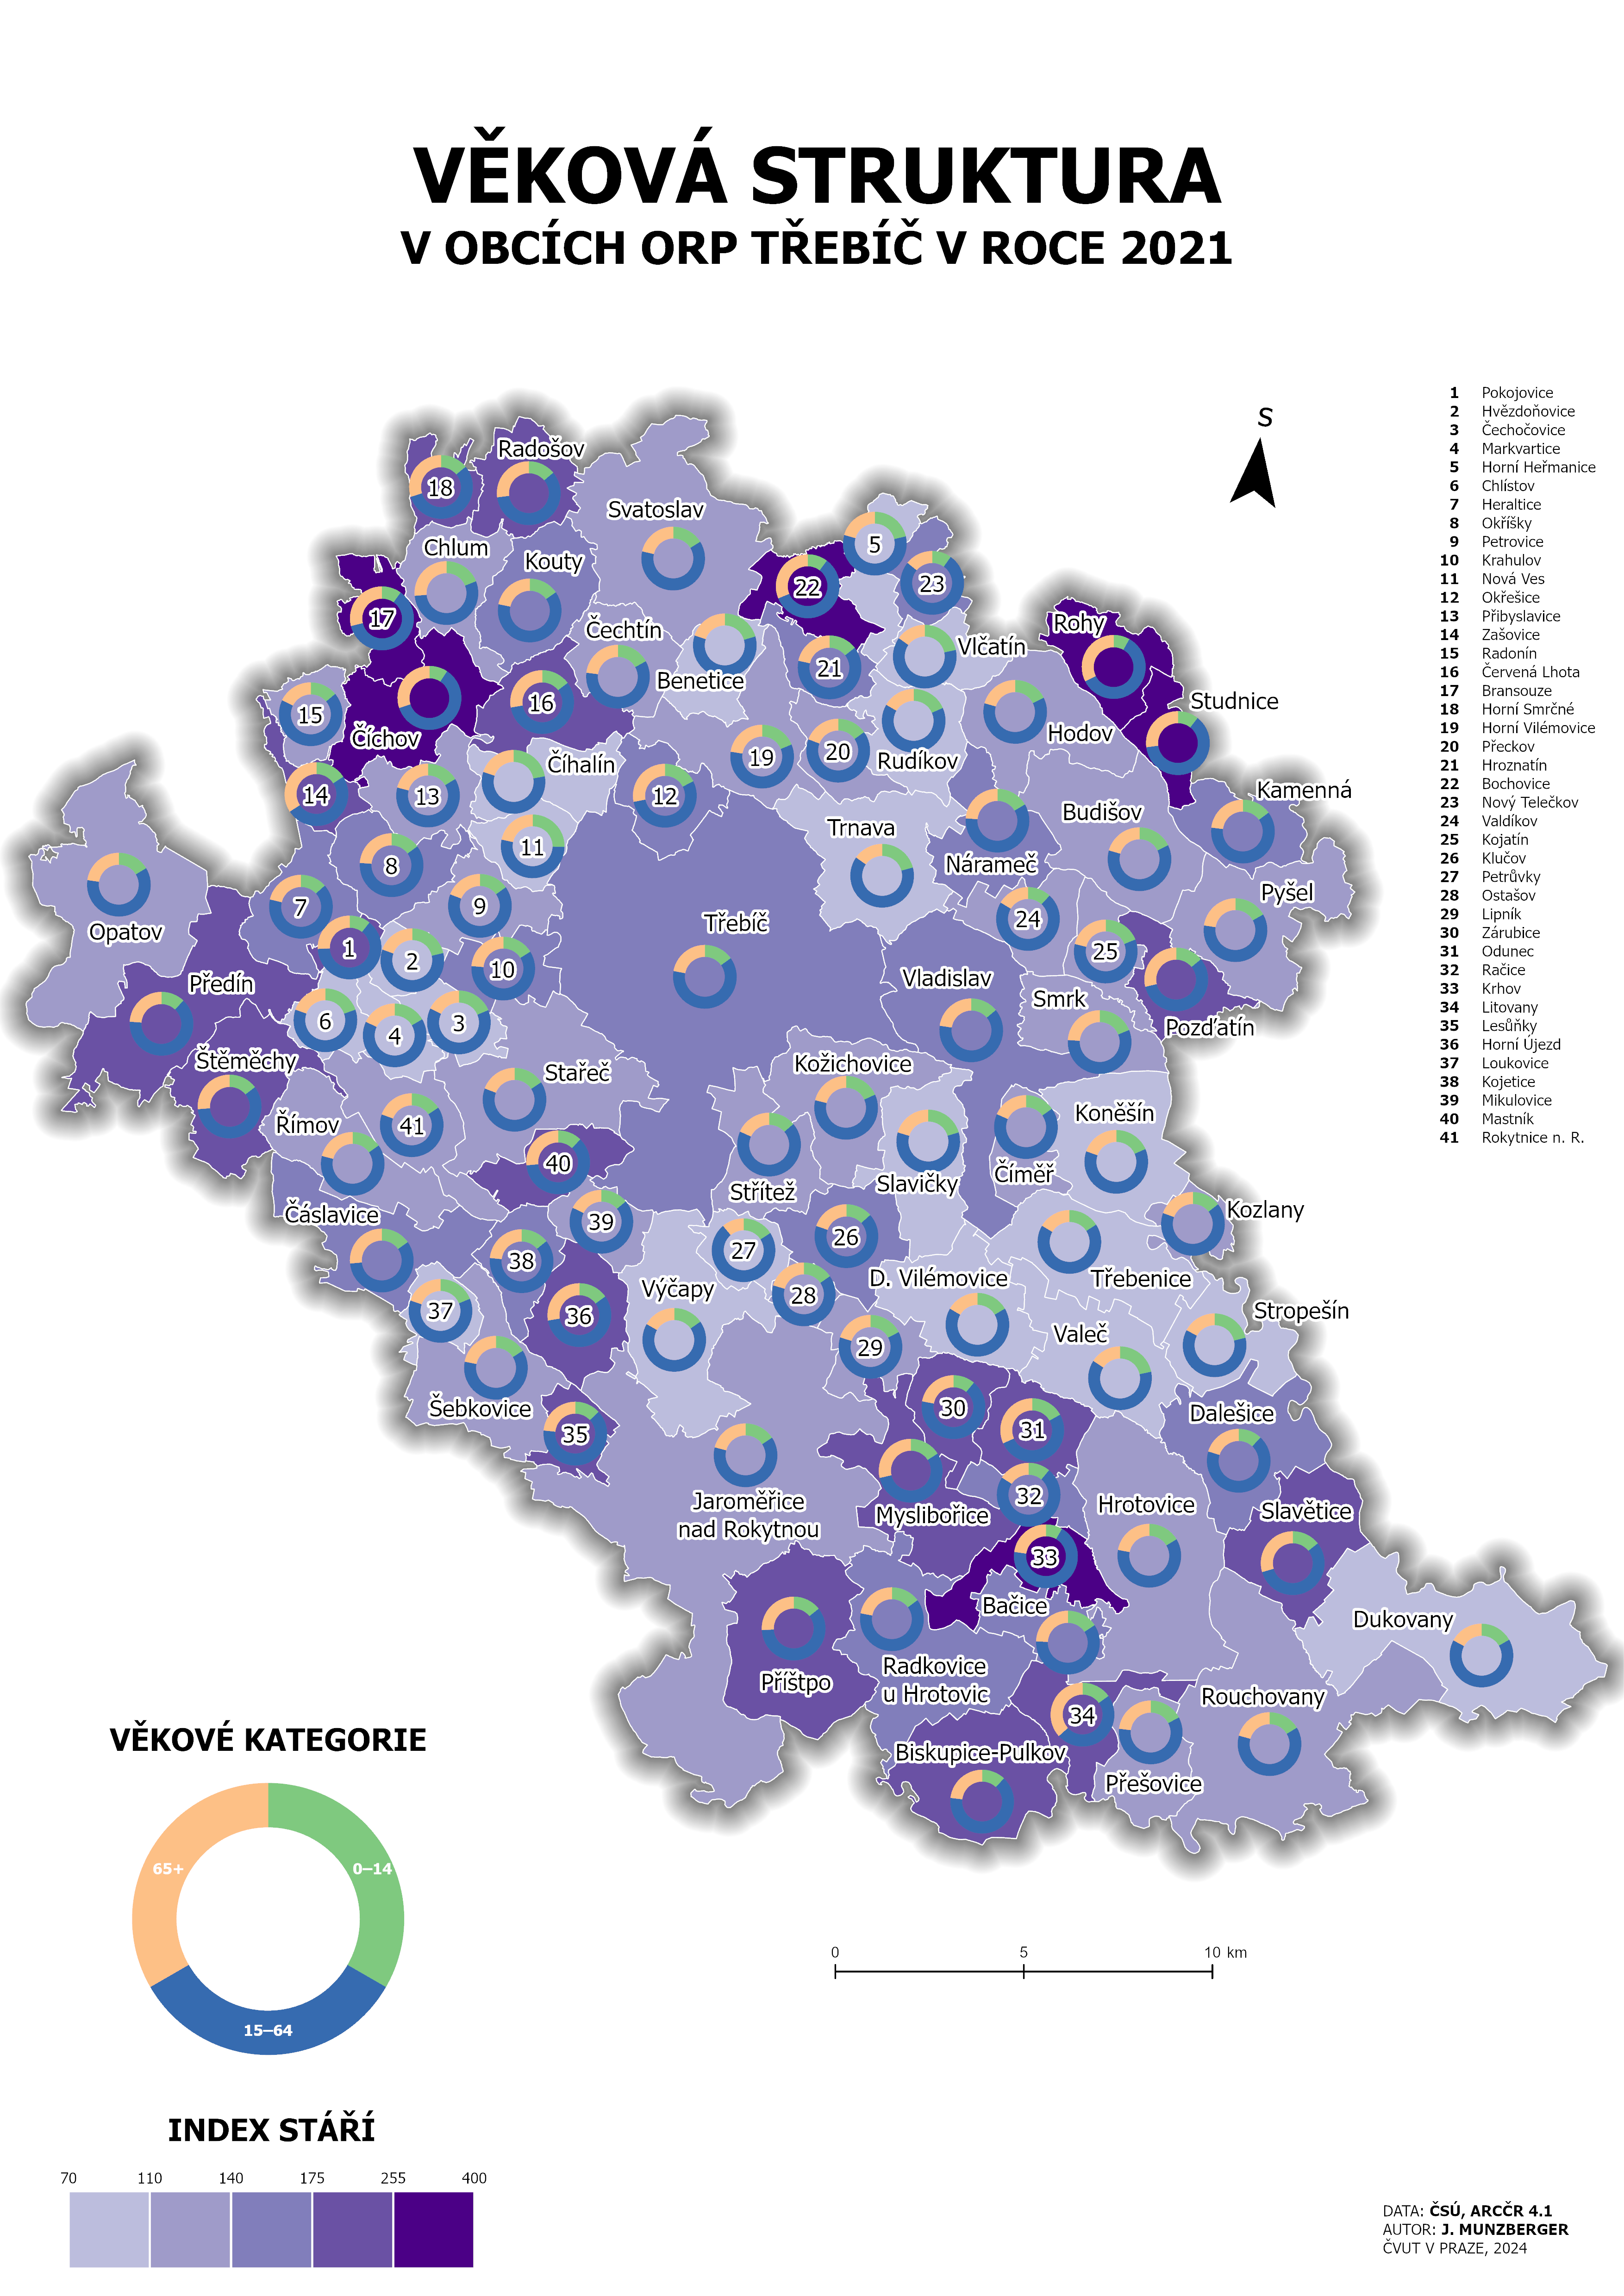 VĚKOVÁ STRUKTURA
V OBCÍCH ORP TŘEBÍČ V ROCE 2021
S
1 Pokojovice
2 Hvězdoňovice
3 Čechočovice
4 Markvartice
5 Horní Heřmanice
6 Chlístov
7 Heraltice
8 Okříšky
9 Petrovice
10 Krahulov
11 Nová Ves
12 Okřešice
13 Přibyslavice
14 Zašovice
15 Radonín
16 Červená Lhota
17 Bransouze
18 Horní Smrčné
19 Horní Vilémovice
20 Přeckov
21 Hroznatín
22 Bochovice
23 Nový Telečkov
24 Valdíkov
25 Kojatín
26 Klučov
27 Petrůvky
28 Ostašov
29 Lipník
30 Zárubice
31 Odunec
32 Račice
33 Krhov
34 Litovany
35 Lesůňky
36 Horní Újezd
37 Loukovice
38 Kojetice
39 Mikulovice
40 Mastník
41 Rokytnice n. R.
Radošov
18
Svatoslav
Chlum
5
Kouty
23
22
17
Rohy
Čechtín
Vlčatín
21
Benetice
Studnice
16
15
Hodov
Číchov
20
19
Rudíkov
Číhalín
Kamenná
14
13
12
Budišov
Trnava
11
Nárameč
8
Pyšel
7
9
24
Třebíč
Opatov
1
25
2
10
Vladislav
Předín
Smrk
6
3
4
Pozďatín
Štěměchy
Kožichovice
Stařeč
Koněšín
Římov
41
40
Číměř
Slavičky
Střítež
Kozlany
Čáslavice
39
26
27
38
D. Vilémovice
Třebenice
Výčapy
28
37
Stropešín
36
Valeč
29
Šebkovice
30
Dalešice
31
35
32
Jaroměřice
nad Rokytnou
Hrotovice
Slavětice
Myslibořice
33
Bačice
Dukovany
Radkovice
u Hrotovic
Příštpo
Rouchovany
34
Biskupice-Pulkov
Přešovice
VĚKOVÉ KATEGORIE
65+
0–14
15–64
0 5 10 km
INDEX STÁŘÍ
70 110 140 175 255 400
DATA: ČSÚ, ARCČR 4.1
AUTOR: J. MUNZBERGER
ČVUT V PRAZE, 2024